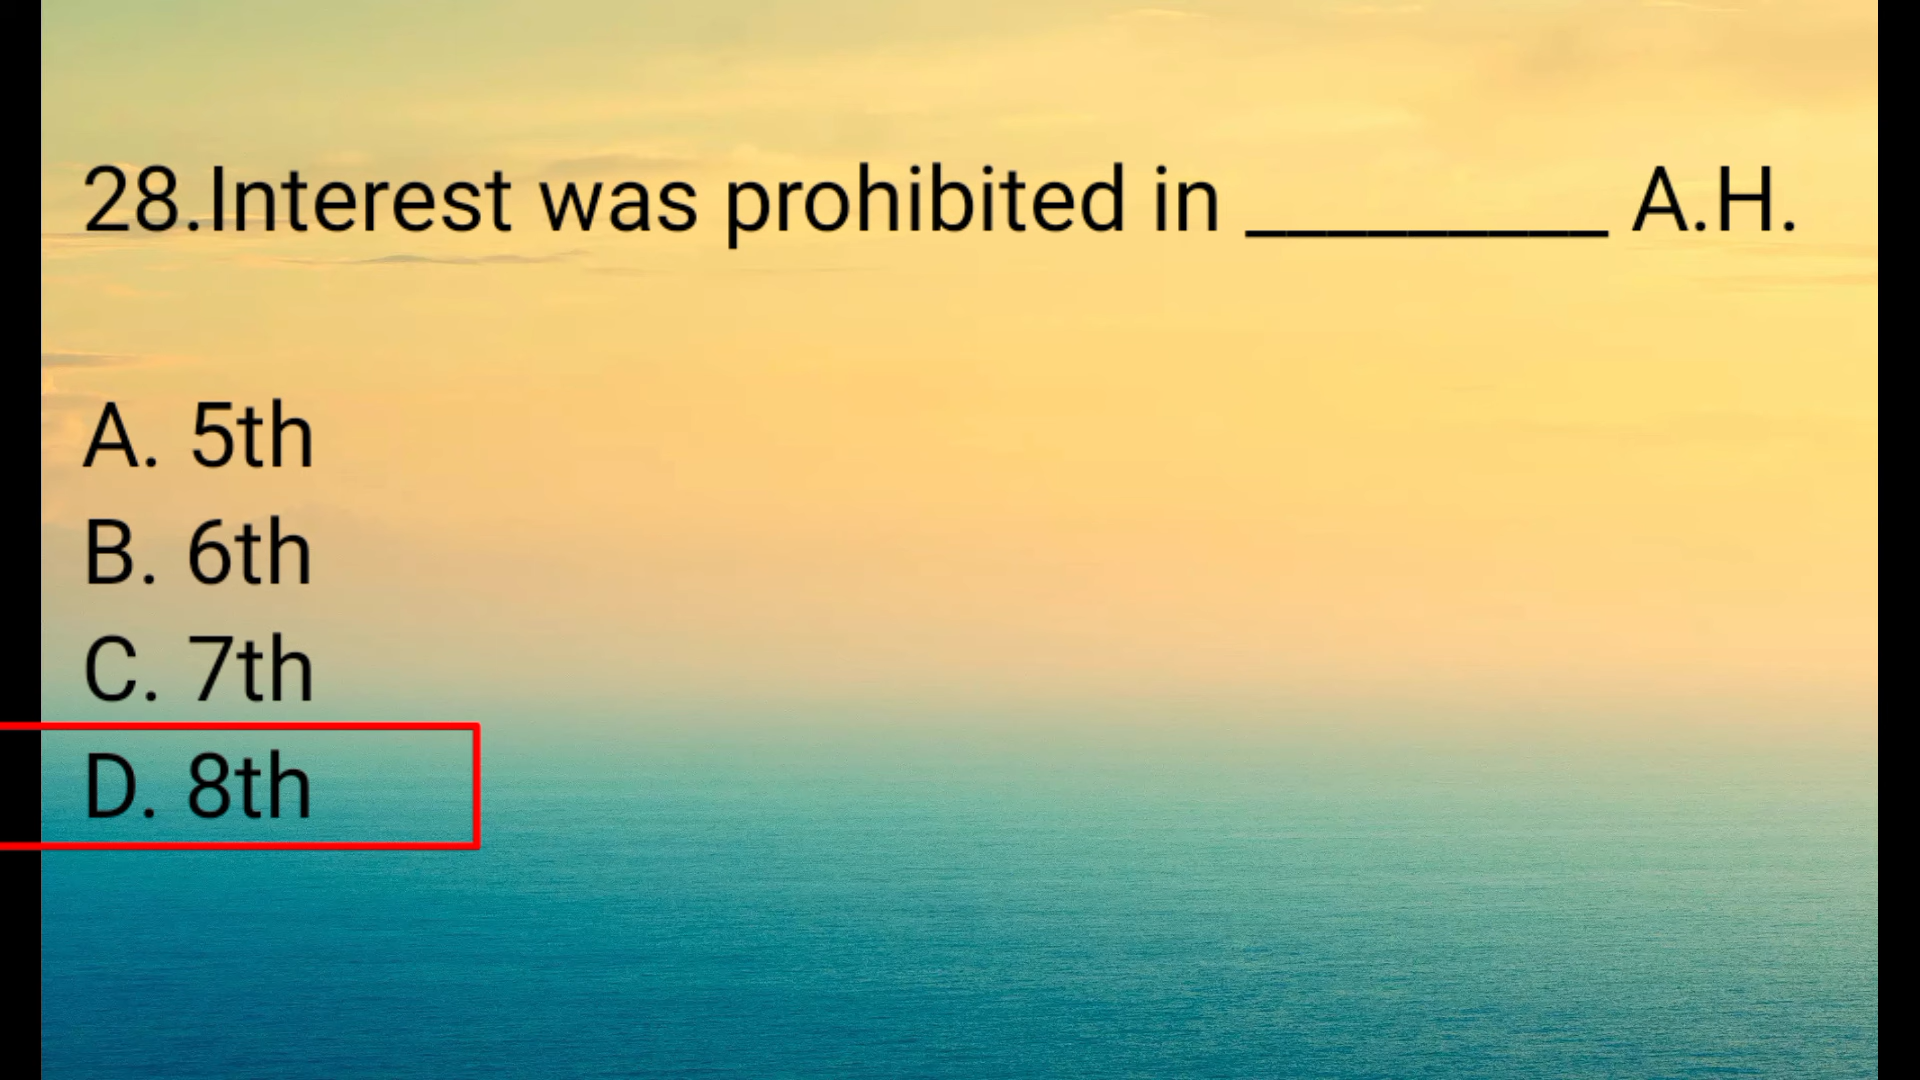 28.Interest was prohibited in _________ A.H.
A. 5th
B. 6th
C. 7th
D. 8th